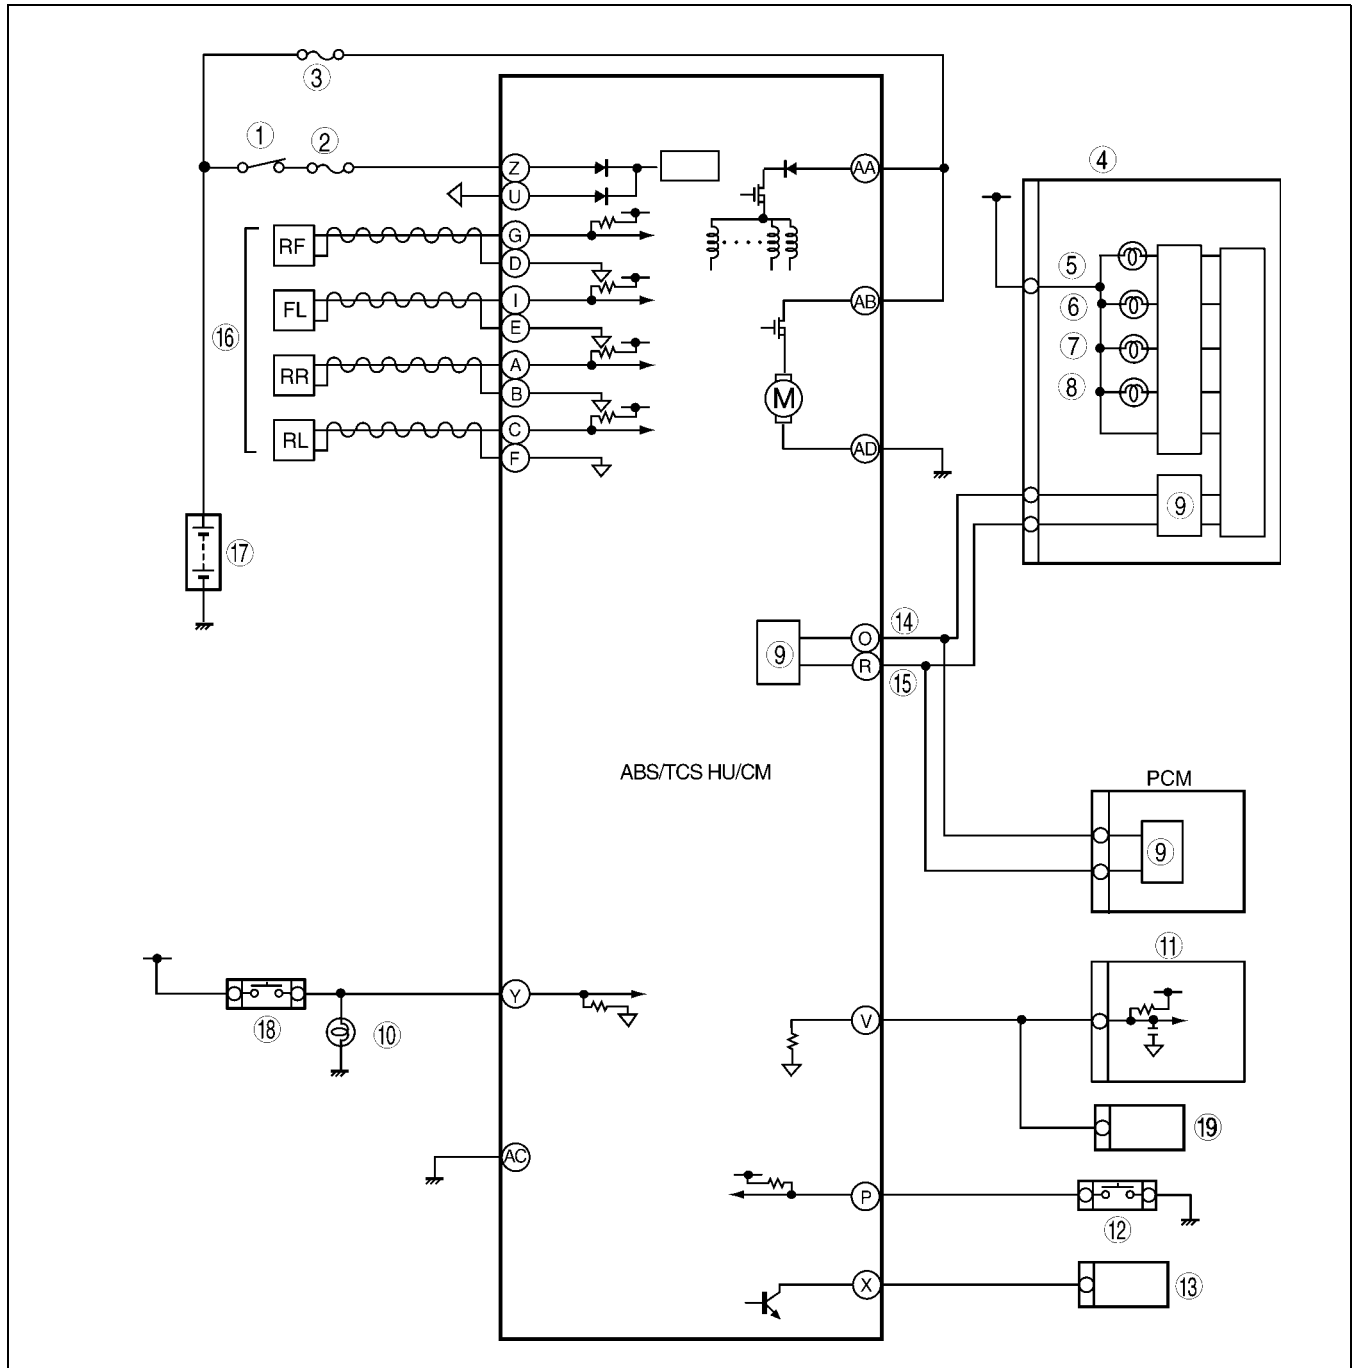 ③
① ② ④
Z AA
U
RF G
D ⑤
FL I AB ⑥
E
⑯ ⑦
RR A
B M ⑧
RL C
F AD
⑨
⑰
⑭
⑨ O
R
⑮
ABS/TCS HU/CM
PCM
⑨
⑪
Y
⑱ ⑩ V
⑲
AC
P
⑫
X ⑬